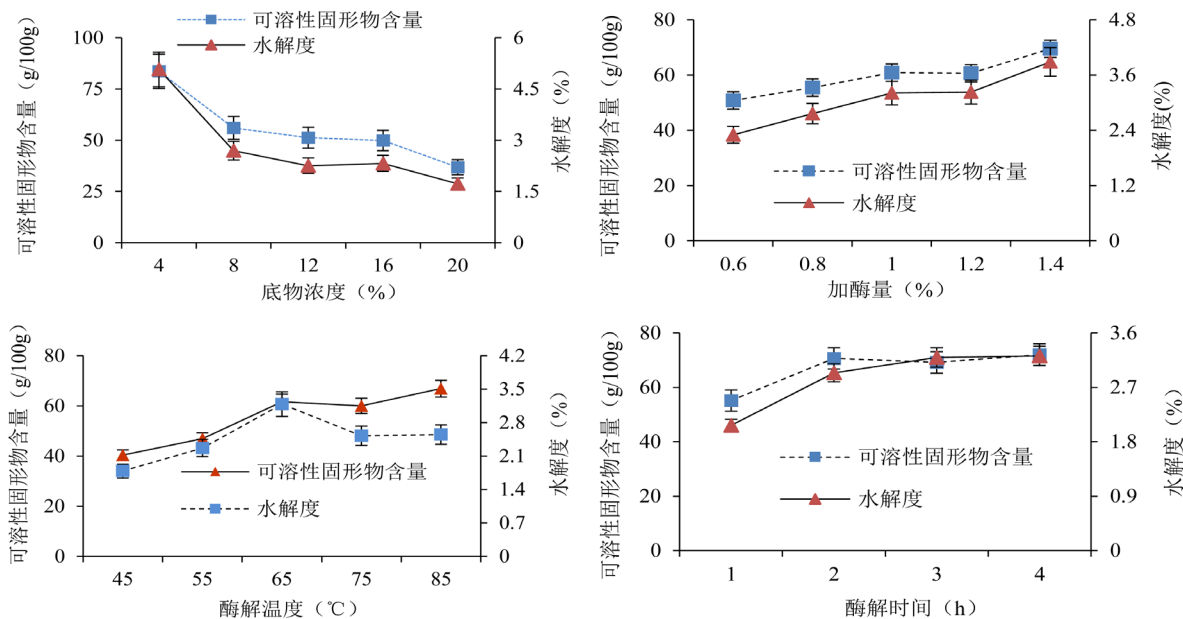 可溶性固形物含量
水解度
可溶性固形物含量（g/100g）
100
75
50
25
0
6
4.5
3
1.5
0
水解度（%）
4 8 12 16 20
底物浓度（%）
可溶性固形物含量（g/100g)
80
60
40
20
0
4.8
3.6
2.4
1.2
0
水解度(%)
可溶性固形物含量
水解度
0.6 0.8 1 1.2 1.4
加酶量（%）
可溶性固形物含量（g/100g）
80
60
40
20
0
4.2
3.5
2.8
2.1
1.4
0.7
0
水解度（%）
可溶性固形物含量
水解度
45 55 65 75 85
酶解温度（℃）
可溶性固形物含量（g/100g）
80
60
40
20
0
3.6
2.7
1.8
0.9
0
水解度（%）
可溶性固形物含量
水解度
1 2 3 4
酶解时间（h）